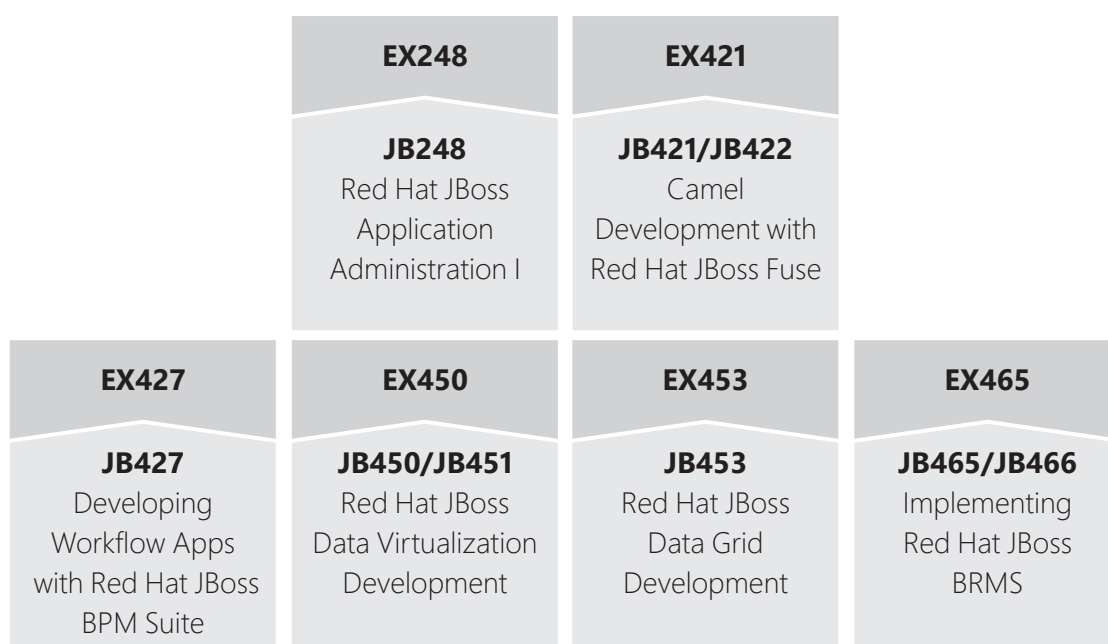 EX248
JB248
Red Hat JBoss
Application
Administration I
EX421
JB421/JB422
Camel
Development with
Red Hat JBoss Fuse
EX427
JB427
Developing
Workflow Apps
with Red Hat JBoss
BPM Suite
EX450
JB450/JB451
Red Hat JBoss
Data Virtualization
Development
EX453
JB453
Red Hat JBoss
Data Grid
Development
EX465
JB465/JB466
Implementing
Red Hat JBoss
BRMS